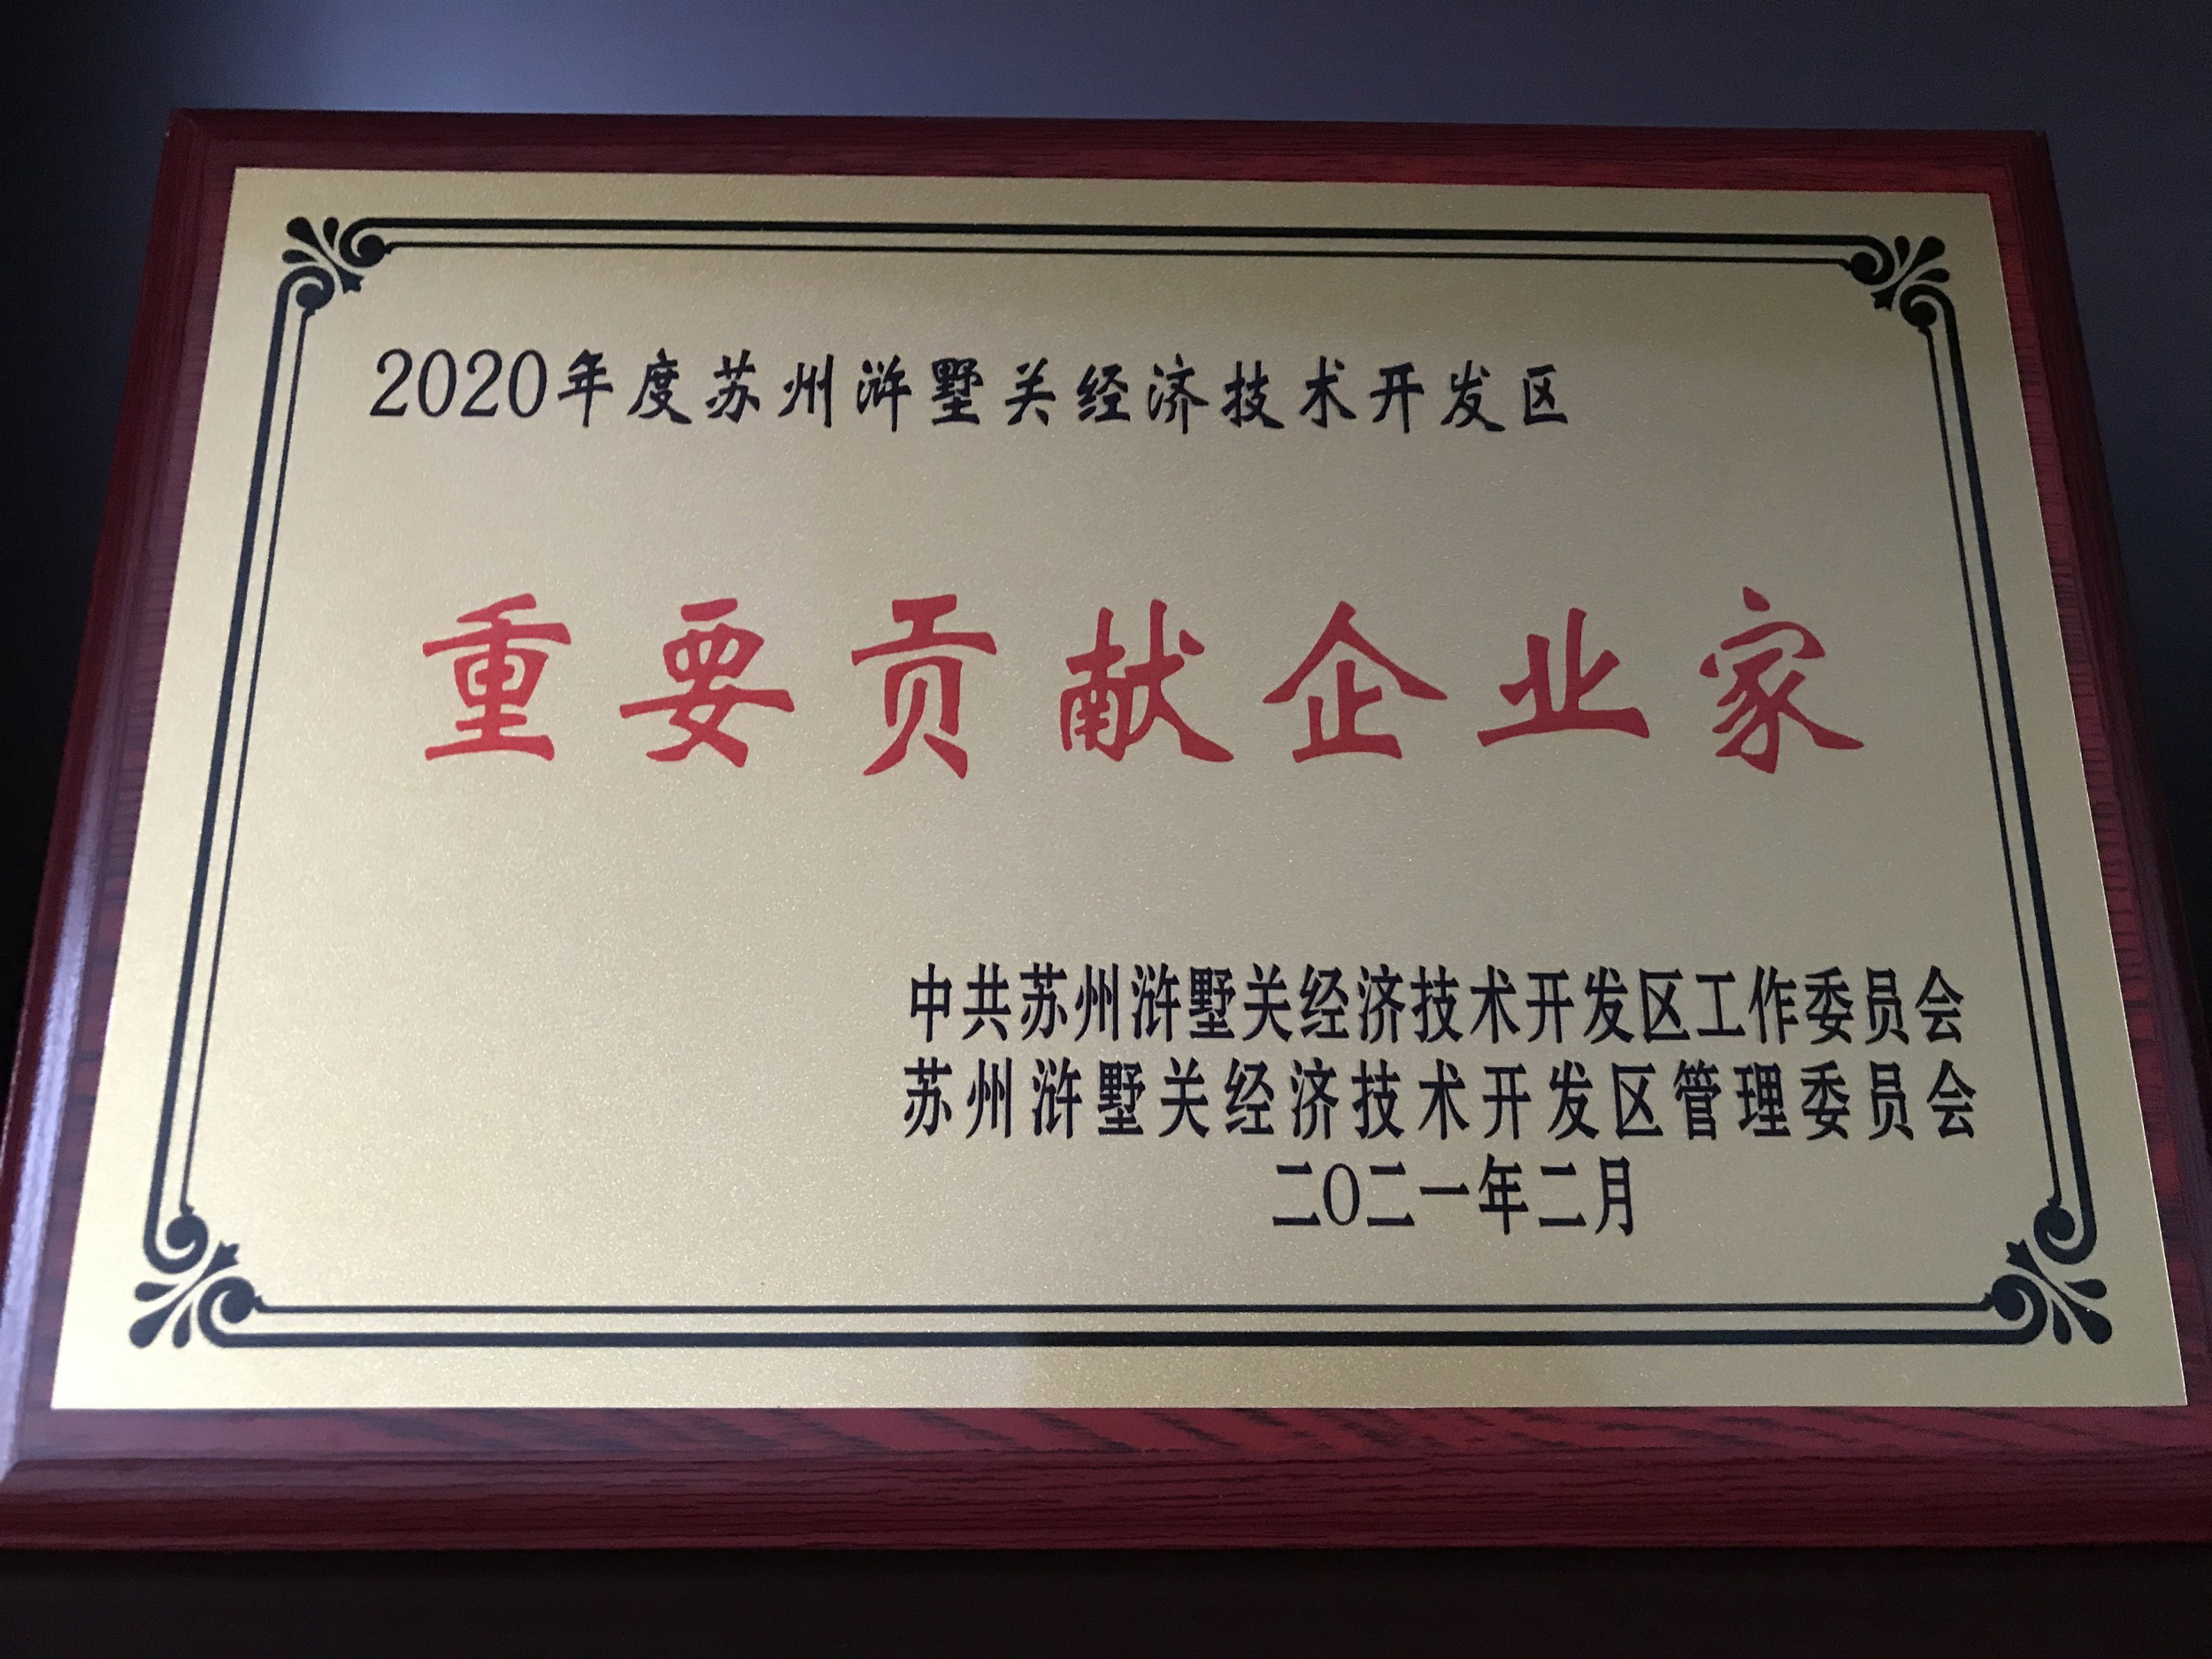 2020年度苏州浒墅关经济技术开发区
重要贡献企业家
中共苏州浒墅关经济技术开发区工作委员会
苏州浒墅关经济技术开发区管理委员会
二〇二一年二月